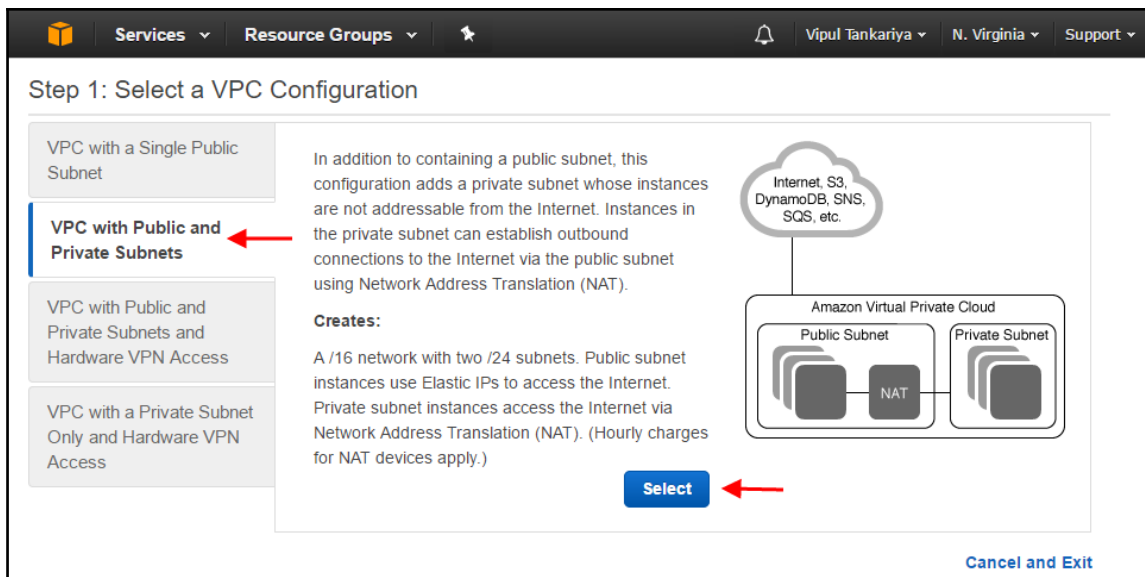 Services Resource Groups Vipul Tankariya N. Virginia Support
Step 1: Select a VPC Configuration
VPC with a Single Public
Subnet
VPC with Public and
Private Subnets
VPC with Public and
Private Subnets and
Hardware VPN Access
VPC with a Private Subnet
Only and Hardware VPN
Access
In addition to containing a public subnet, this
configuration adds a private subnet whose instances
are not addressable from the Internet. Instances in
the private subnet can establish outbound
connections to the Internet via the public subnet
using Network Address Translation (NAT).
Creates:
A /16 network with two /24 subnets. Public subnet
instances use Elastic IPs to access the Internet.
Private subnet instances access the Internet via
Network Address Translation (NAT). (Hourly charges
for NAT devices apply.)
Internet, S3,
DynamoDB, SNS,
SQS, etc.
Amazon Virtual Private Cloud
Public Subnet
Private Subnet
NAT
Select
Cancel and Exit